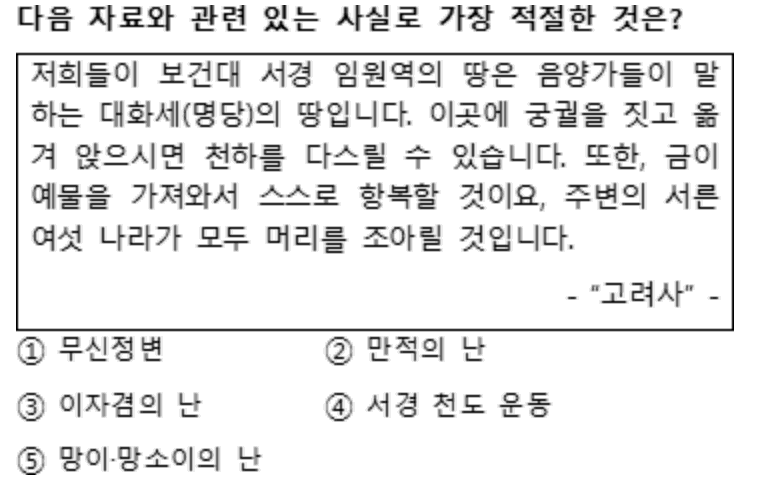 다음 자료와 관련 있는 사실로 가장 적절한 것은?
저희들이 보건대 서경 임원역의 땅은 음양가들이 말
하는 대화세(명당)의 땅입니다. 이곳에 궁궐을 짓고 옮
겨 앉으시면 천하를 다스릴 수 있습니다. 또한, 금이
예물을 가져와서 스스로 항복할 것이요, 주변의 서른
여섯 나라가 모두 머리를 조아릴 것입니다.
- "고려사" -
① 무신정변 ② 만적의 난
③ 이자겸의 난 ④ 서경 천도 운동
⑤ 망이·망소이의 난